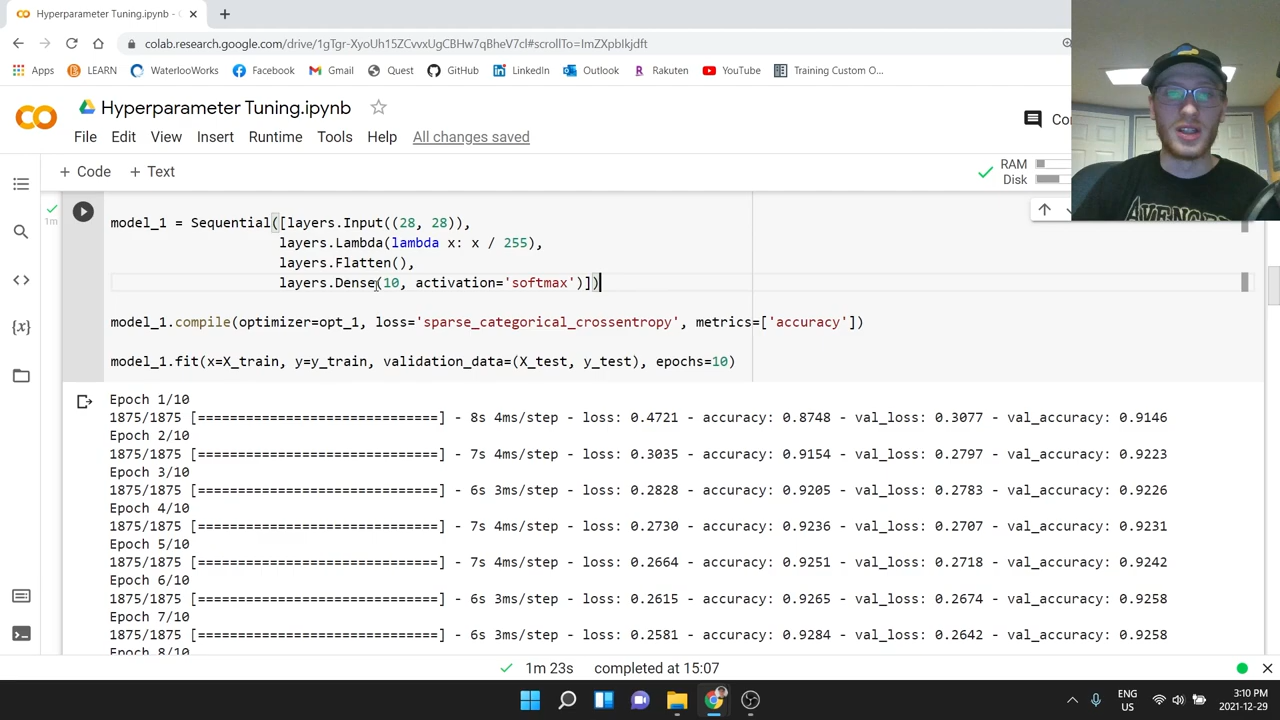 Hyperparameter Tuning.ipynb -
colab.research.google.com/drive/1gTgr-XyoUh15ZCvvxUgCBHw7qBheV7cl#scrollTo=ImZXpbIkjdft
Apps LEARN WaterlooWorks Facebook Gmail Quest GitHub LinkedIn Outlook Rakuten YouTube Training Custom O...
Hyperparameter Tuning.ipynb
File Edit View Insert Runtime Tools Help All changes saved
+ Code + Text
RAM
Disk
1m
model_1 = Sequential([layers.Input((28, 28)),
layers.Lambda(lambda x: x / 255),
layers.Flatten(),
layers.Dense(10, activation='softmax')])
model_1.compile(optimizer=opt_1, loss='sparse_categorical_crossentropy', metrics=['accuracy'])
model_1.fit(x=X_train, y=y_train, validation_data=(X_test, y_test), epochs=10)
Epoch 1/10
1875/1875 [==============================] - 8s 4ms/step - loss: 0.4721 - accuracy: 0.8748 - val_loss: 0.3077 - val_accuracy: 0.9146
Epoch 2/10
1875/1875 [==============================] - 7s 4ms/step - loss: 0.3035 - accuracy: 0.9154 - val_loss: 0.2797 - val_accuracy: 0.9223
Epoch 3/10
1875/1875 [==============================] - 6s 3ms/step - loss: 0.2828 - accuracy: 0.9205 - val_loss: 0.2783 - val_accuracy: 0.9226
Epoch 4/10
1875/1875 [==============================] - 7s 4ms/step - loss: 0.2730 - accuracy: 0.9236 - val_loss: 0.2707 - val_accuracy: 0.9231
Epoch 5/10
1875/1875 [==============================] - 7s 4ms/step - loss: 0.2664 - accuracy: 0.9251 - val_loss: 0.2718 - val_accuracy: 0.9242
Epoch 6/10
1875/1875 [==============================] - 6s 3ms/step - loss: 0.2615 - accuracy: 0.9265 - val_loss: 0.2674 - val_accuracy: 0.9258
Epoch 7/10
1875/1875 [==============================] - 6s 3ms/step - loss: 0.2581 - accuracy: 0.9284 - val_loss: 0.2642 - val_accuracy: 0.9258
Epoch 8/10
1m 23s completed at 15:07
ENG
US
3:10 PM
2021-12-29